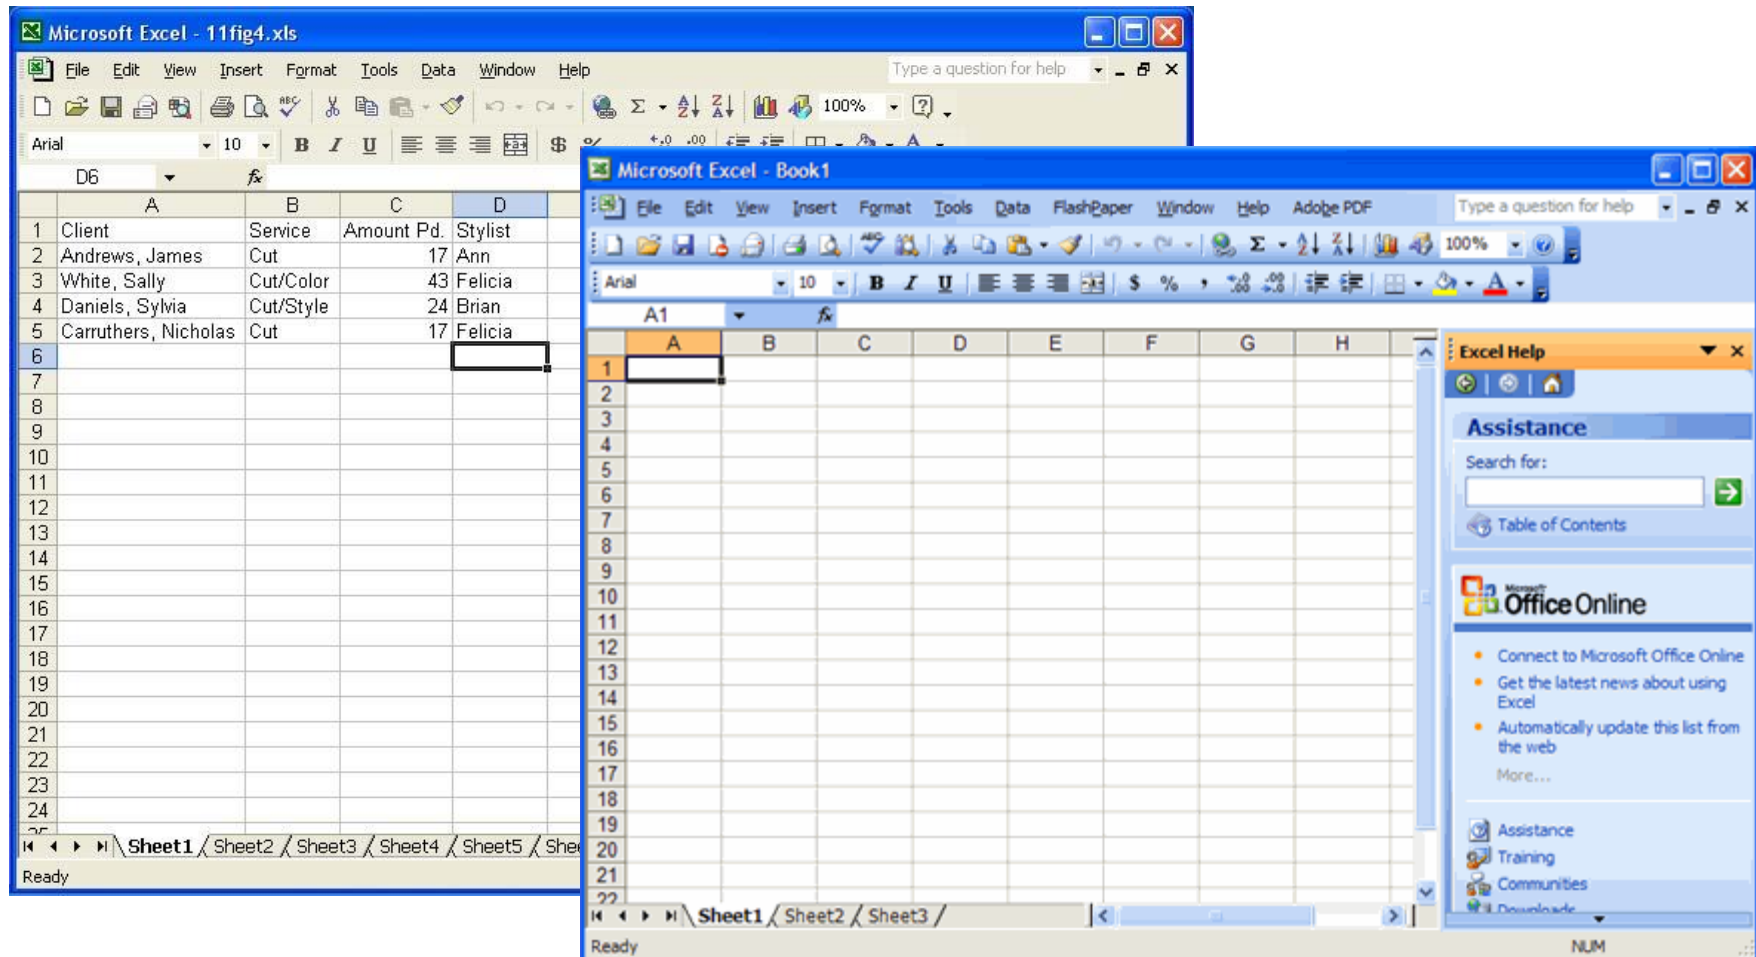 Microsoft Excel - 11fig4.xls
File Edit View Insert Format Tools Data Window Help Type a question for help
100%
Arial 10 B I U $ %
D6 fx
A B C D
1 Client Service Amount Pd. Stylist
2 Andrews, James Cut 17 Ann
3 White, Sally Cut/Color 43 Felicia
4 Daniels, Sylvia Cut/Style 24 Brian
5 Carruthers, Nicholas Cut 17 Felicia
6
7
8
9
10
11
12
13
14
15
16
17
18
19
20
21
22
23
24
Sheet1 Sheet2 Sheet3 Sheet4 Sheet5
Ready
Microsoft Excel - Book1
File Edit View Insert Format Tools Data FlashPaper Window Help Adobe PDF Type a question for help
100%
Arial 10 B I U $ % ,
A1 fx
A B C D E F G H
1
2
3
4
5
6
7
8
9
10
11
12
13
14
15
16
17
18
19
20
21
22
Sheet1 Sheet2 Sheet3
Ready NUM
Excel Help
Assistance
Search for:
Table of Contents
Microsoft
Office Online
Connect to Microsoft Office Online
Get the latest news about using
Excel
Automatically update this list from
the web
More...
Assistance
Training
Communities
Downloads